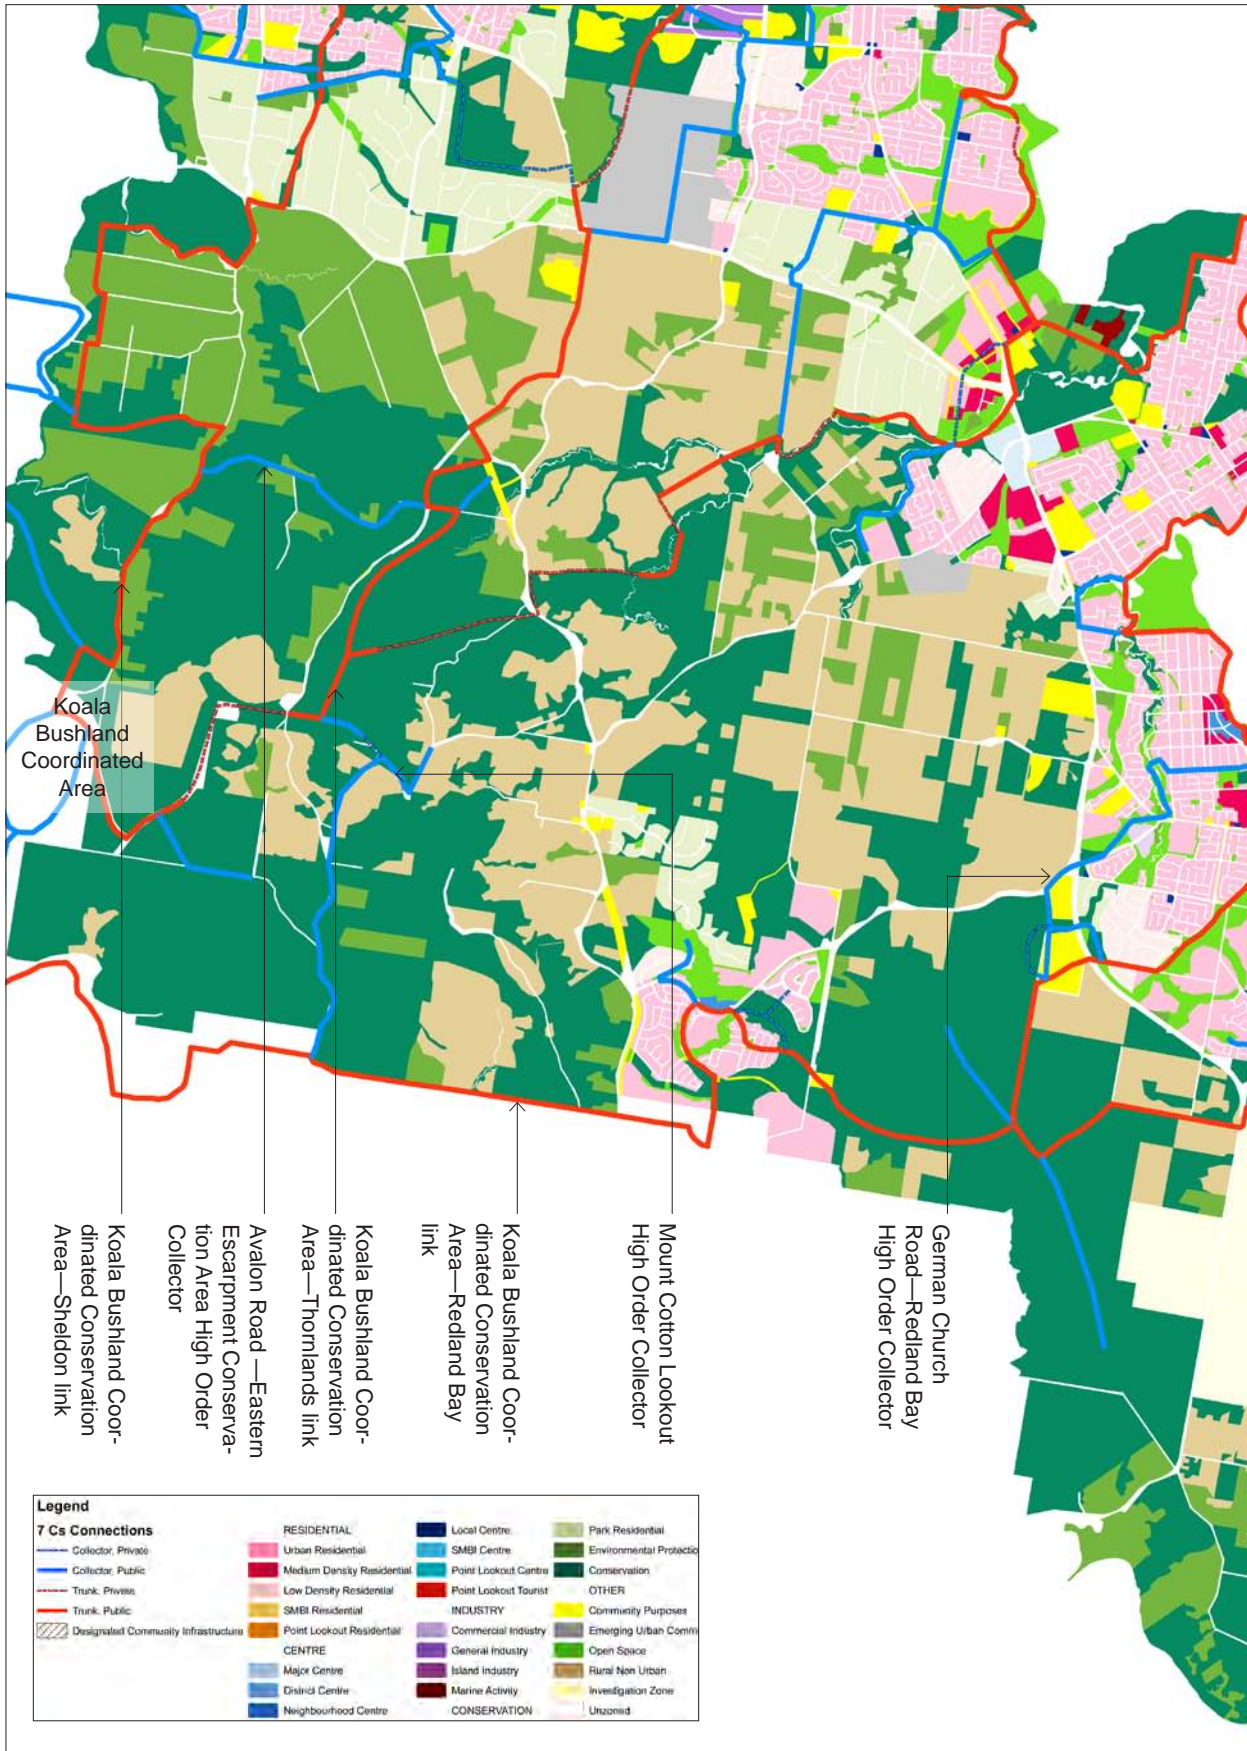 Koala
Bushland
Coordinated
Area
Koala Bushland Coor-
dinated Conservation
Area—Sheldon link
Avalon Road —Eastern
Escarpment Conserva-
tion Area High Order
Collector
Koala Bushland Coor-
dinated Conservation
Area—Thornlands link
Koala Bushland Coor-
dinated Conservation
Area—Redland Bay
link
Mount Cotton Lookout
High Order Collector
German Church
Road—Redland Bay
High Order Collector
Legend
7 Cs Connections
Collector, Private
Collector, Public
Trunk, Private
Trunk, Public
Designated Community Infrastructure
RESIDENTIAL
Urban Residential
Medium Density Residential
Low Density Residential
SMBI Residential
Point Lookout Residential
CENTRE
Major Centre
District Centre
Neighbourhood Centre
Local Centre
SMBI Centre
Point Lookout Centre
Point Lookout Tourist
INDUSTRY
Commercial Industry
General Industry
Island Industry
Marine Activity
CONSERVATION
Park Residential
Environmental Protectio
Conservation
OTHER
Community Purposes
Emerging Urban Comm
Open Space
Rural Non Urban
Investigation Zone
Unzoned